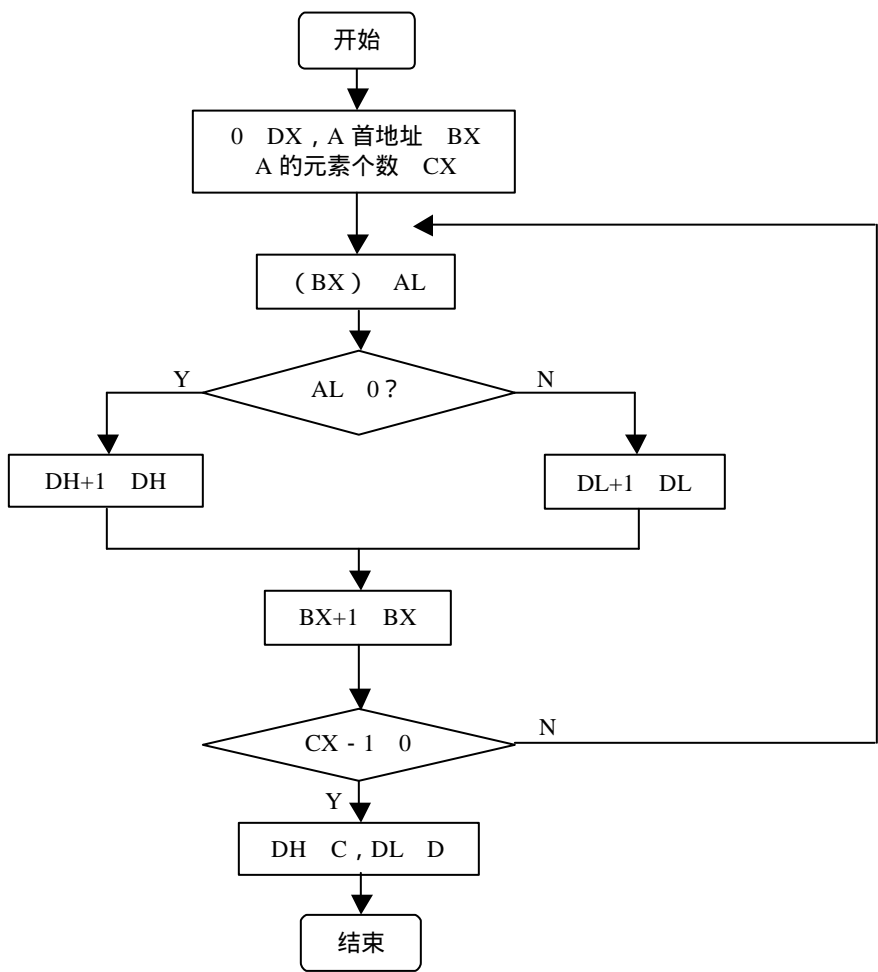 开始
0 DX , A 首地址 BX
A 的元素个数 CX
( BX ) AL
AL 0 ?
Y
N
DH+1 DH
DL+1 DL
BX+1 BX
CX - 1 0
N
Y
DH C , DL D
结束